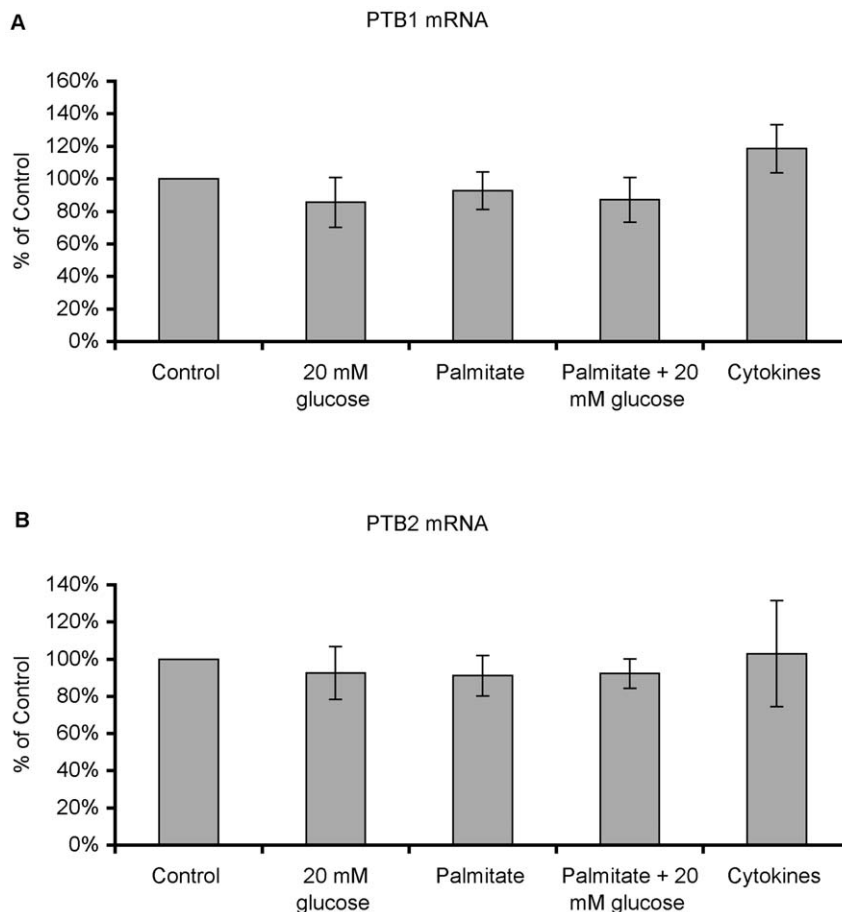 A
PTB1 mRNA
160%
140%
120%
100%
80%
60%
40%
20%
0%
% of Control
Control
20 mM
glucose
Palmitate
Palmitate + 20
mM glucose
Cytokines
B
PTB2 mRNA
140%
120%
100%
80%
60%
40%
20%
0%
% of Control
Control
20 mM
glucose
Palmitate
Palmitate + 20
mM glucose
Cytokines